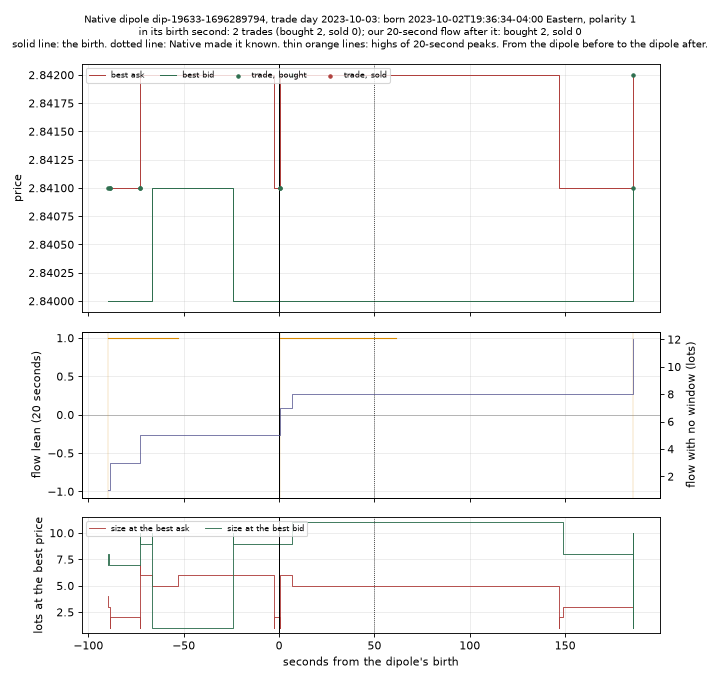 Native dipole dip-19633-1696289794, trade day 2023-10-03: born 2023-10-02T19:36:34-04:00 Eastern, polarity 1
in its birth second: 2 trades (bought 2, sold 0); our 20-second flow after it: bought 2, sold 0
solid line: the birth. dotted line: Native made it known. thin orange lines: highs of 20-second peaks. From the dipole before to the dipole after.
best ask best bid trade, bought trade, sold
2.84200
2.84175
2.84150
2.84125
2.84100
2.84075
2.84050
2.84025
2.84000
price
1.0
0.5
0.0
−0.5
−1.0
flow lean (20 seconds)
12
10
8
6
4
2
flow with no window (lots)
size at the best ask size at the best bid
10.0
7.5
5.0
2.5
lots at the best price
−100 −50 0 50 100 150
seconds from the dipole's birth